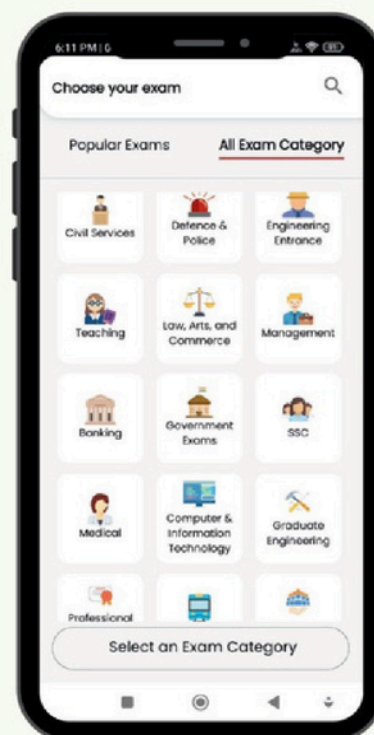 6:11 PM | 6
Choose your exam
Popular Exams
All Exam Category
Civil Services
Defence &
Police
Engineering
Entrance
Teaching
Law, Arts, and
Commerce
Management
Banking
Government
Exams
SSC
Medical
Computer &
Information
Technology
Graduate
Engineering
Professional
Select an Exam Category